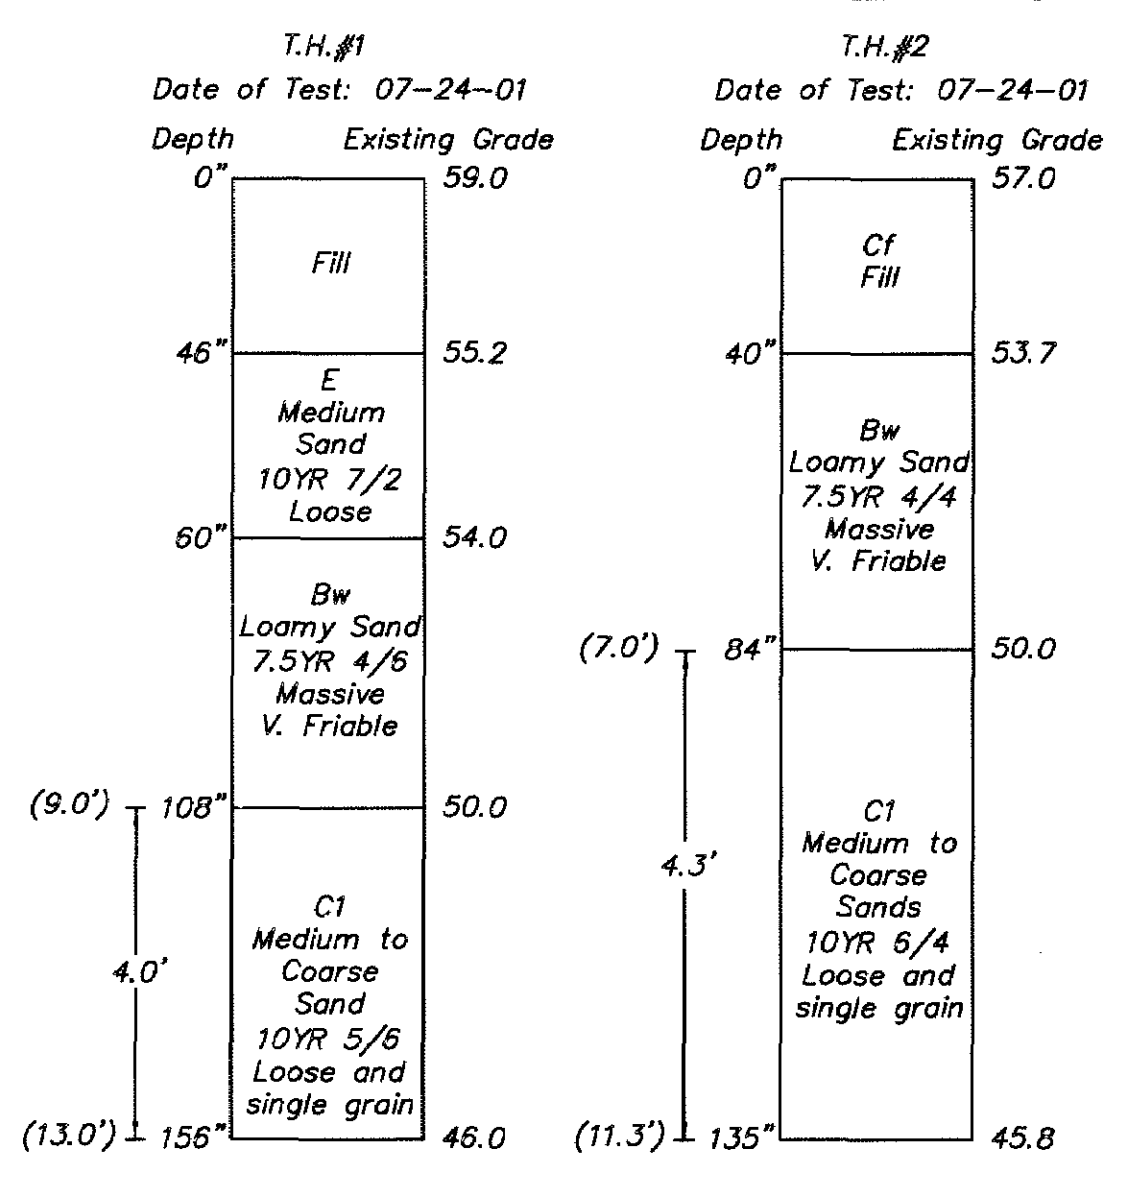 T.H.#1
Date of Test: 07-24-01
Depth Existing Grade
0" 59.0
Fill
46" 55.2
E
Medium
Sand
10YR 7/2
Loose
60" 54.0
Bw
Loamy Sand
7.5YR 4/6
Massive
V. Friable
(9.0') 108" 50.0
C1
Medium to
Coarse
Sand
10YR 5/6
Loose and
single grain
4.0'
(13.0') 156" 46.0
T.H.#2
Date of Test: 07-24-01
Depth Existing Grade
0" 57.0
Cf
Fill
40" 53.7
Bw
Loamy Sand
7.5YR 4/4
Massive
V. Friable
(7.0') 84" 50.0
4.3'
C1
Medium to
Coarse
Sands
10YR 6/4
Loose and
single grain
(11.3') 135" 45.8